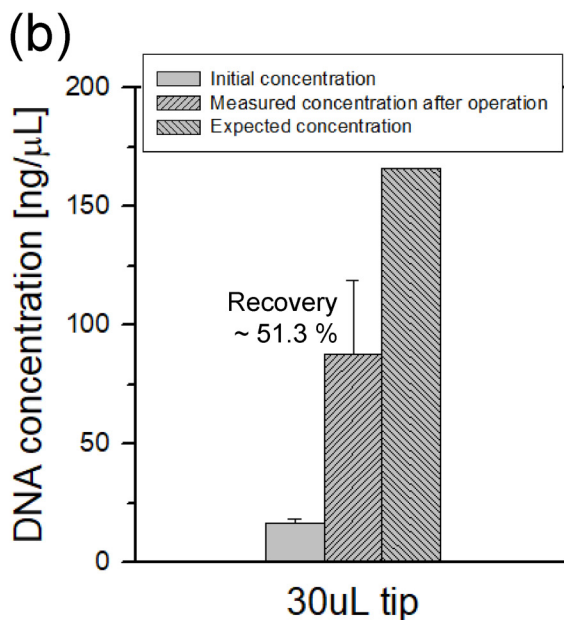 (b)
Initial concentration
Measured concentration after operation
Expected concentration
200
150
100
50
0
DNA concentration [ng/μL]
Recovery
~ 51.3 %
30uL tip